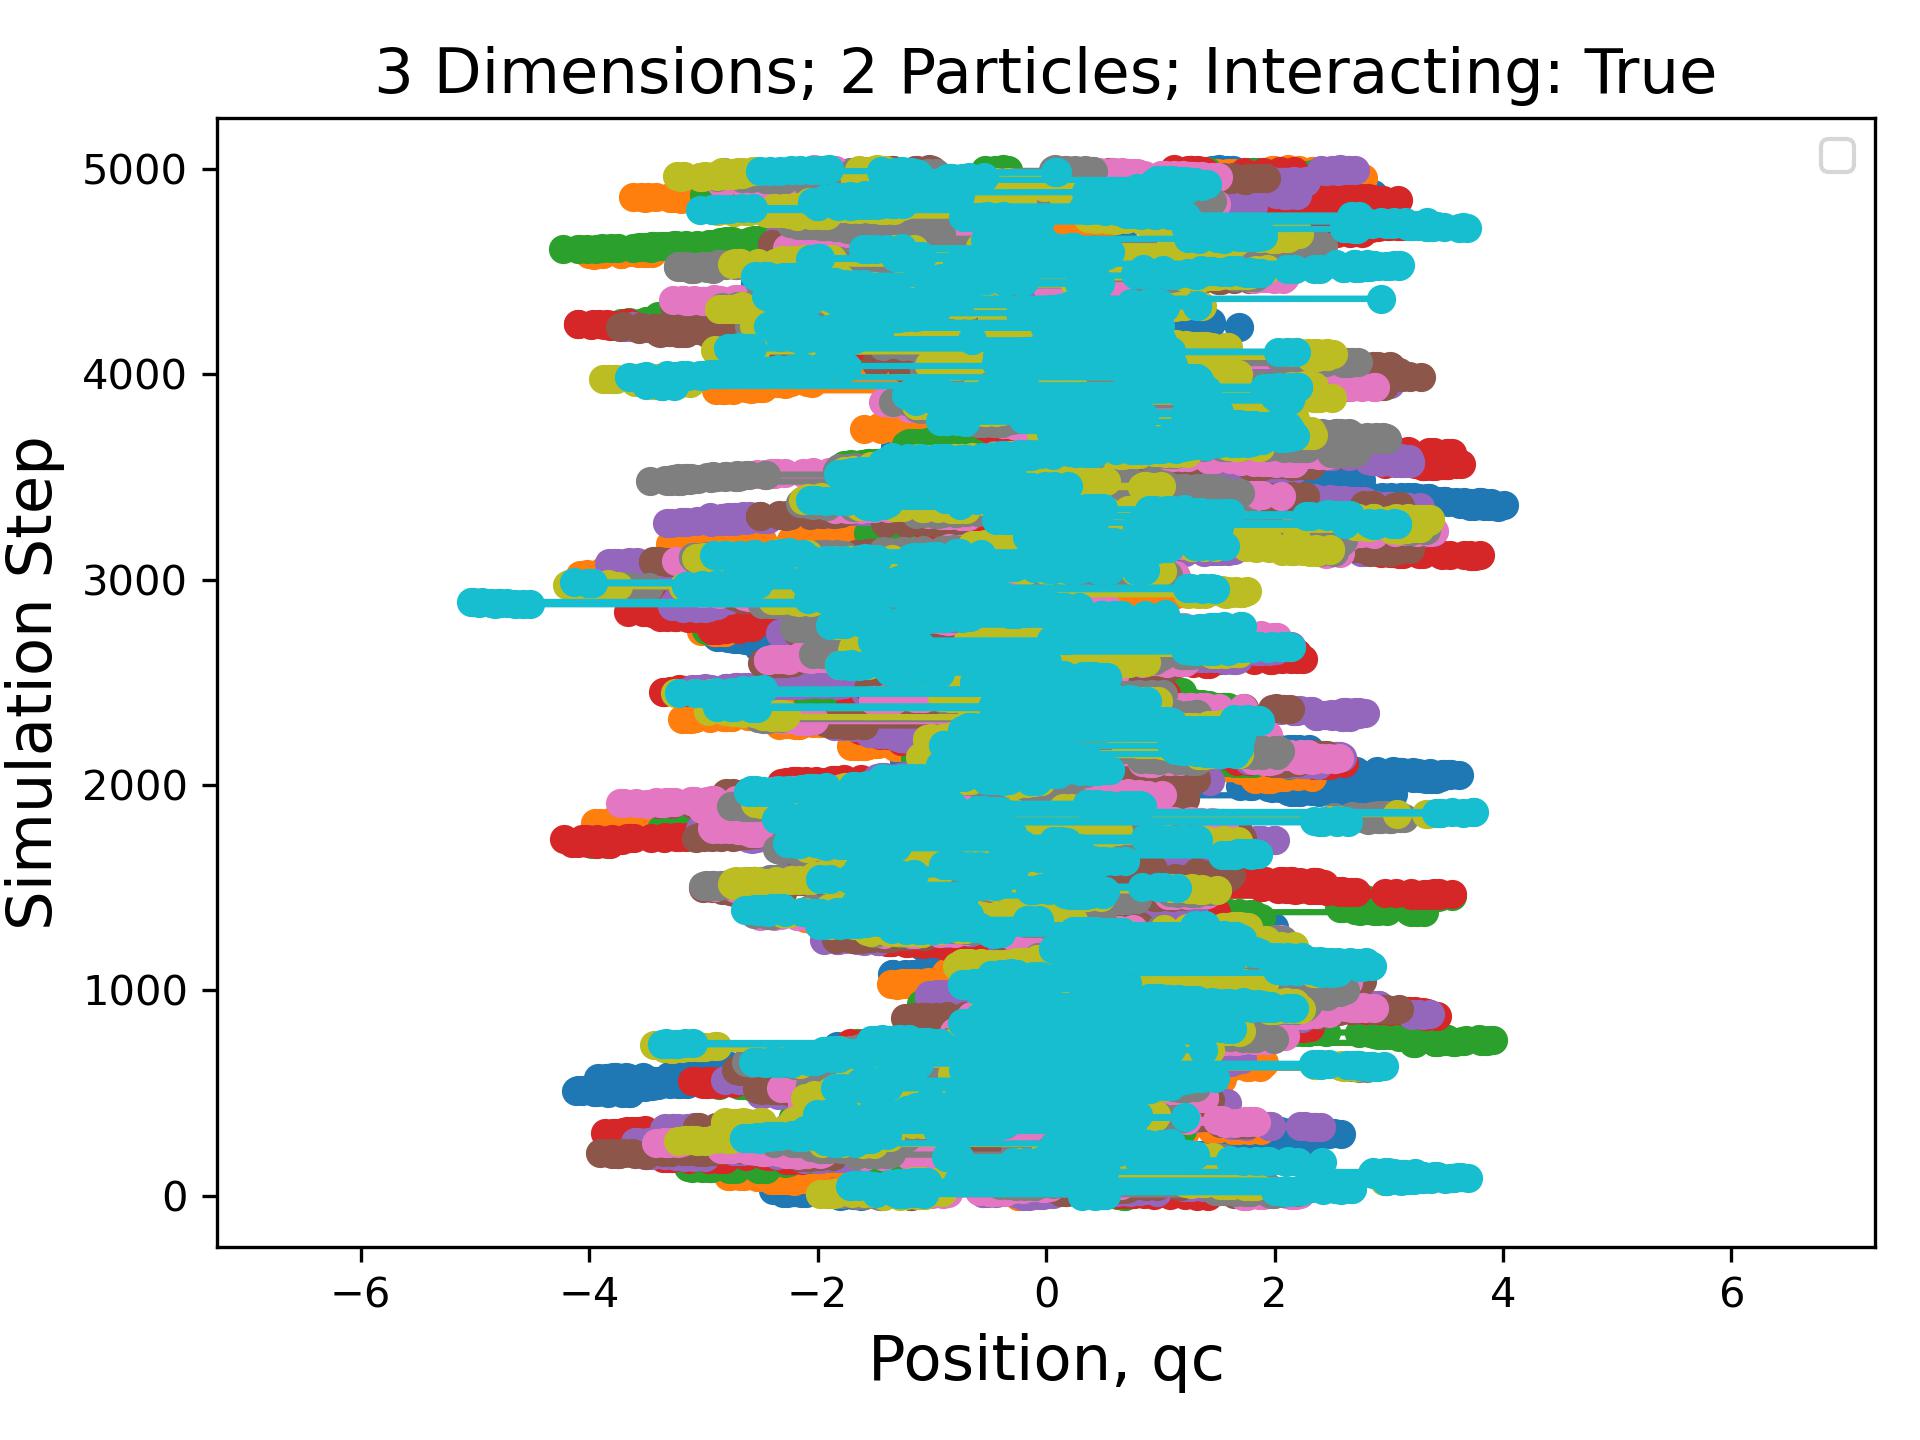 3 Dimensions; 2 Particles; Interacting: True
Simulation Step
5000
4000
3000
2000
1000
0
−6 −4 −2 0 2 4 6
Position, qc